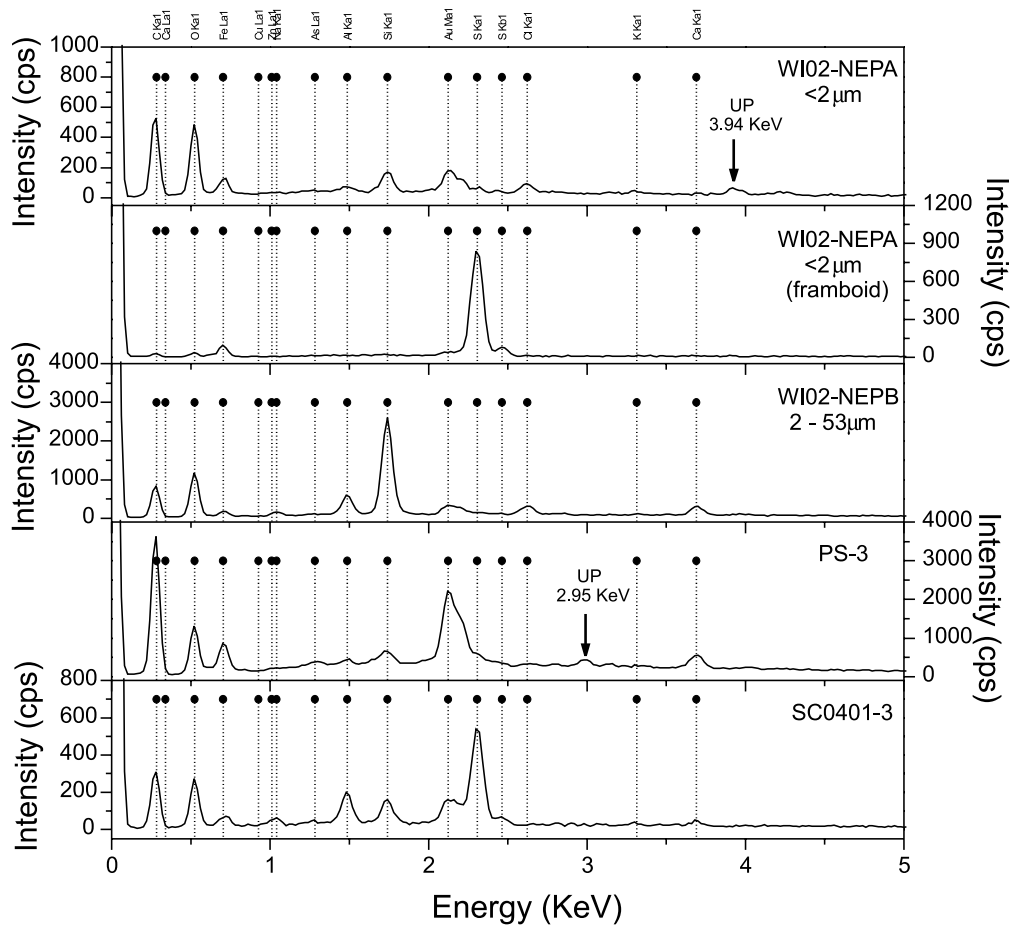 C Ka1
Ca La1
O Ka1
Fe La1
Cu La1
Zn La1
Na Ka1
As La1
Al Ka1
Si Ka1
Au Ma1
S Ka1
S Kb1
Cl Ka1
K Ka1
Ca Ka1
1000
800
600
400
200
0
Intensity (cps)
WI02-NEPA
<2μm
UP
3.94 KeV
1200
900
600
300
0
Intensity (cps)
WI02-NEPA
<2μm
(framboid)
4000
3000
2000
1000
0
Intensity (cps)
WI02-NEPB
2 - 53μm
4000
3000
2000
1000
0
Intensity (cps)
PS-3
UP
2.95 KeV
800
600
400
200
0
Intensity (cps)
SC0401-3
0
1
2
3
4
5
Energy (KeV)